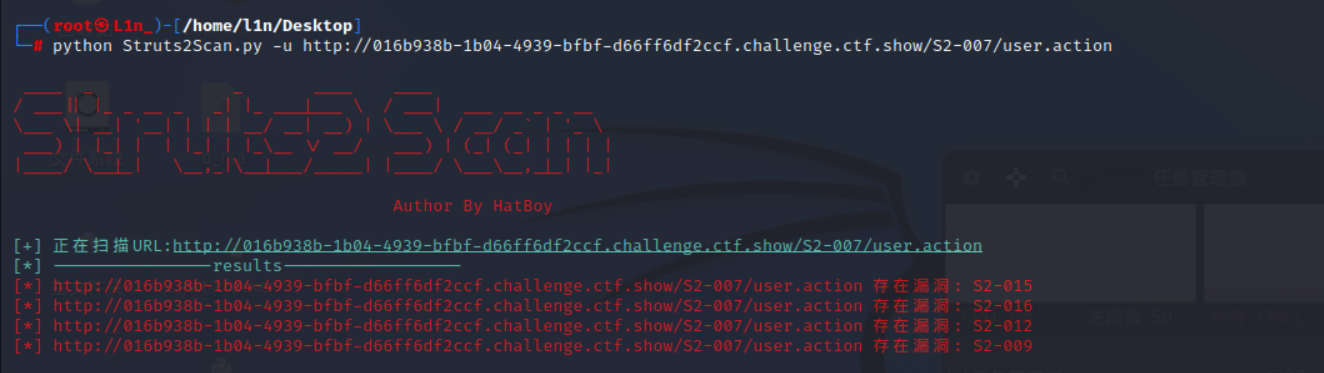 (root㉿L1n_)-[/home/l1n/Desktop]
# python Struts2Scan.py -u http://016b938b-1b04-4939-bfbf-d66ff6df2ccf.challenge.ctf.show/S2-007/user.action
Struts2 Scan
Author By HatBoy
[+] 正在扫描URL:http://016b938b-1b04-4939-bfbf-d66ff6df2ccf.challenge.ctf.show/S2-007/user.action
[*] ————————————————results——————————————————
[*] http://016b938b-1b04-4939-bfbf-d66ff6df2ccf.challenge.ctf.show/S2-007/user.action 存在漏洞: S2-015
[*] http://016b938b-1b04-4939-bfbf-d66ff6df2ccf.challenge.ctf.show/S2-007/user.action 存在漏洞: S2-016
[*] http://016b938b-1b04-4939-bfbf-d66ff6df2ccf.challenge.ctf.show/S2-007/user.action 存在漏洞: S2-012
[*] http://016b938b-1b04-4939-bfbf-d66ff6df2ccf.challenge.ctf.show/S2-007/user.action 存在漏洞: S2-009
任务管理器